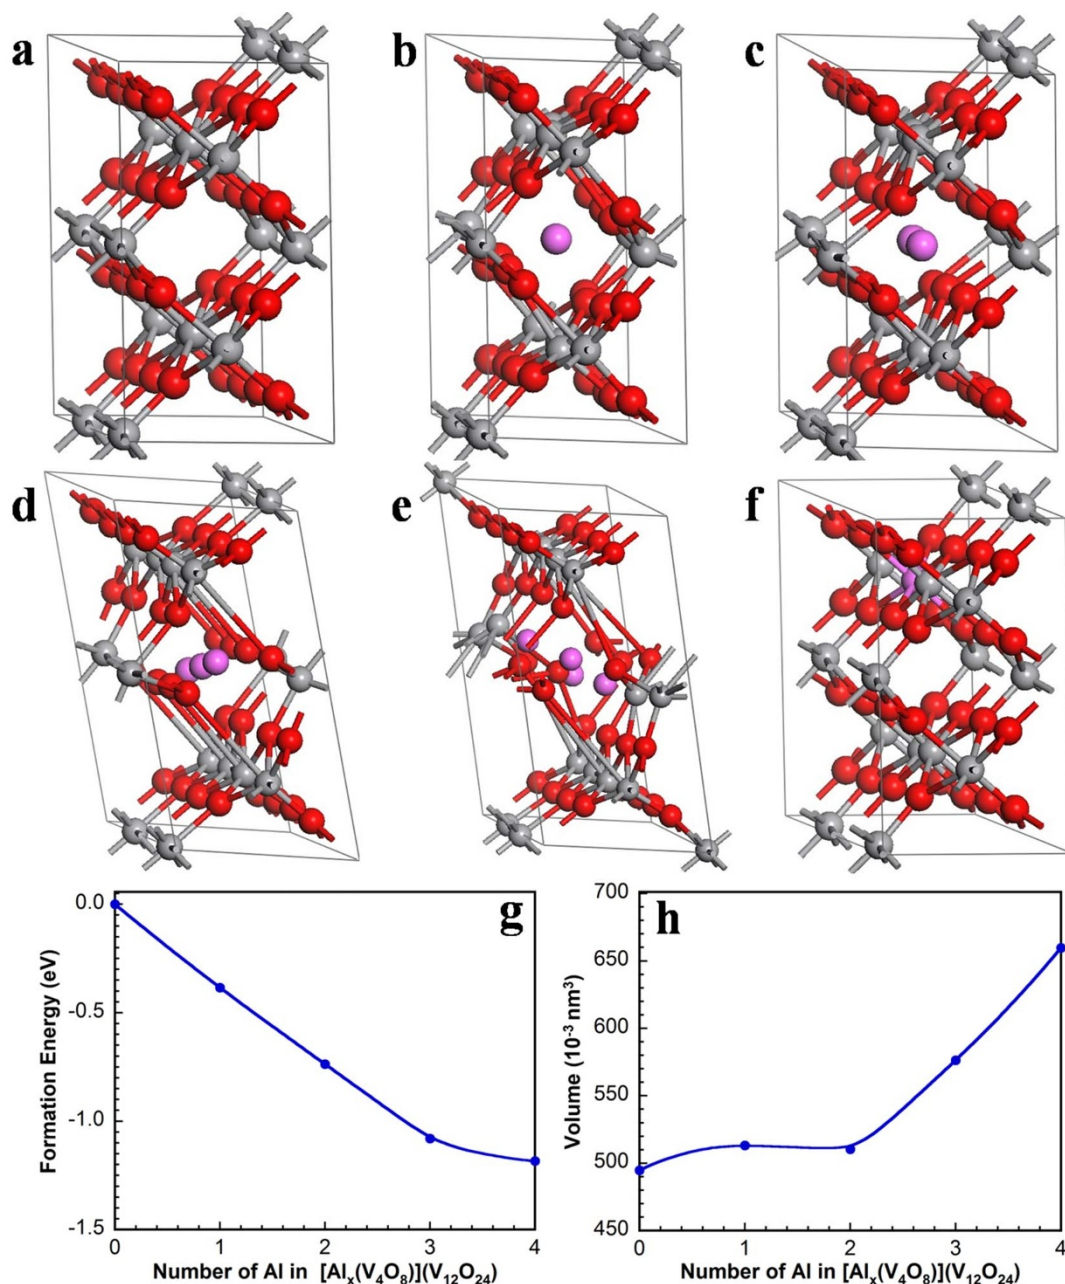 a
b
c
d
e
f
g
h
0.0
-0.5
-1.0
-1.5
Formation Energy (eV)
0 1 2 3 4
Number of Al in [Alₓ(V₄O₈)](V₁₂O₂₄)
700
650
600
550
500
450
Volume (10⁻³ nm³)
0 1 2 3 4
Number of Al in [Alₓ(V₄O₈)](V₁₂O₂₄)